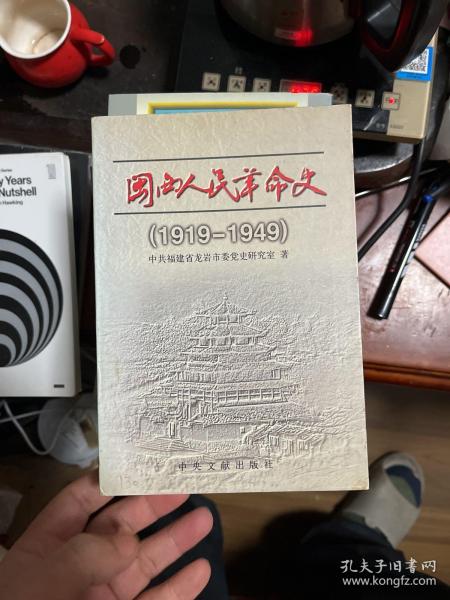 Series
y Years
Nutshell
Hawking
闽西人民革命史
(1919-1949)
中共福建省龙岩市委党史研究室 著
中央文献出版社
130
孔夫子旧书网
www.kongfz.com